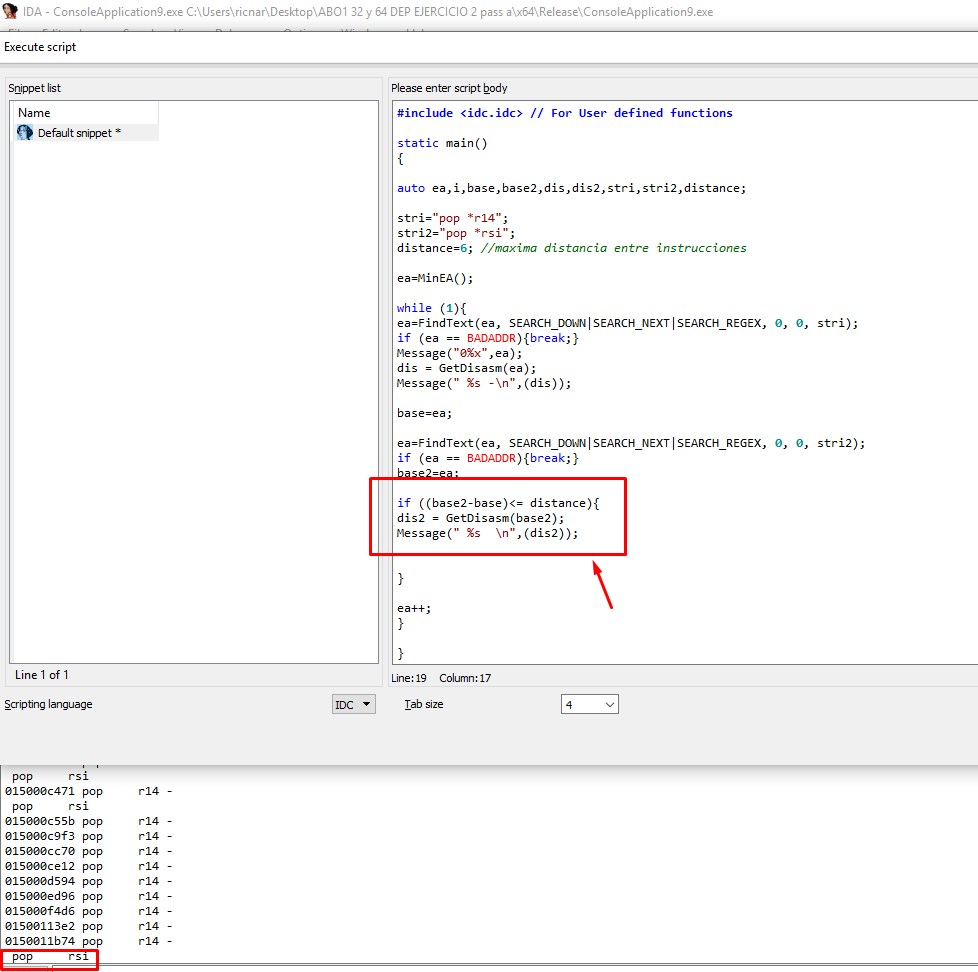 IDA - ConsoleApplication9.exe C:\Users\ricnar\Desktop\ABO1 32 y 64 DEP EJERCICIO 2 pass a\x64\Release\ConsoleApplication9.exe
Execute script
Snippet list
Name
Default snippet *
Line 1 of 1
Please enter script body
#include <idc.idc> // For User defined functions
static main()
{
auto ea,i,base,base2,dis,dis2,stri,stri2,distance;
stri="pop *r14";
stri2="pop *rsi";
distance=6; //maxima distancia entre instrucciones
ea=MinEA();
while (1){
ea=FindText(ea, SEARCH_DOWN|SEARCH_NEXT|SEARCH_REGEX, 0, 0, stri);
if (ea == BADADDR){break;}
Message("0%x",ea);
dis = GetDisasm(ea);
Message(" %s -\n",(dis));
base=ea;
ea=FindText(ea, SEARCH_DOWN|SEARCH_NEXT|SEARCH_REGEX, 0, 0, stri2);
if (ea == BADADDR){break;}
base2=ea;
if ((base2-base)<= distance){
dis2 = GetDisasm(base2);
Message(" %s  \n",(dis2));
}
ea++;
}
}
Line:19 Column:17
Scripting language IDC Tab size 4
pop rsi
015000c471 pop r14 -
pop rsi
015000c55b pop r14 -
015000c9f3 pop r14 -
015000cc70 pop r14 -
015000ce12 pop r14 -
015000d594 pop r14 -
015000ed96 pop r14 -
015000f4d6 pop r14 -
01500113e2 pop r14 -
0150011b74 pop r14 -
pop rsi